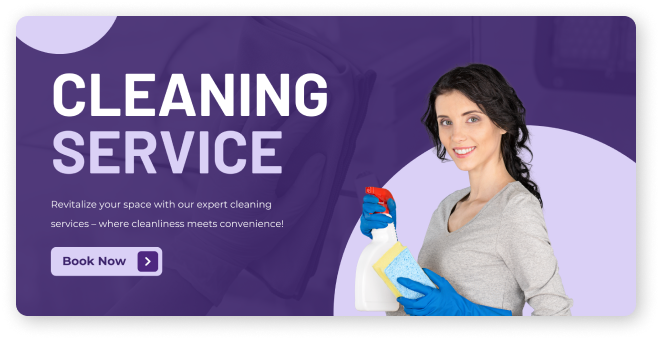 CLEANING
SERVICE
Revitalize your space with our expert cleaning
services – where cleanliness meets convenience!
Book Now